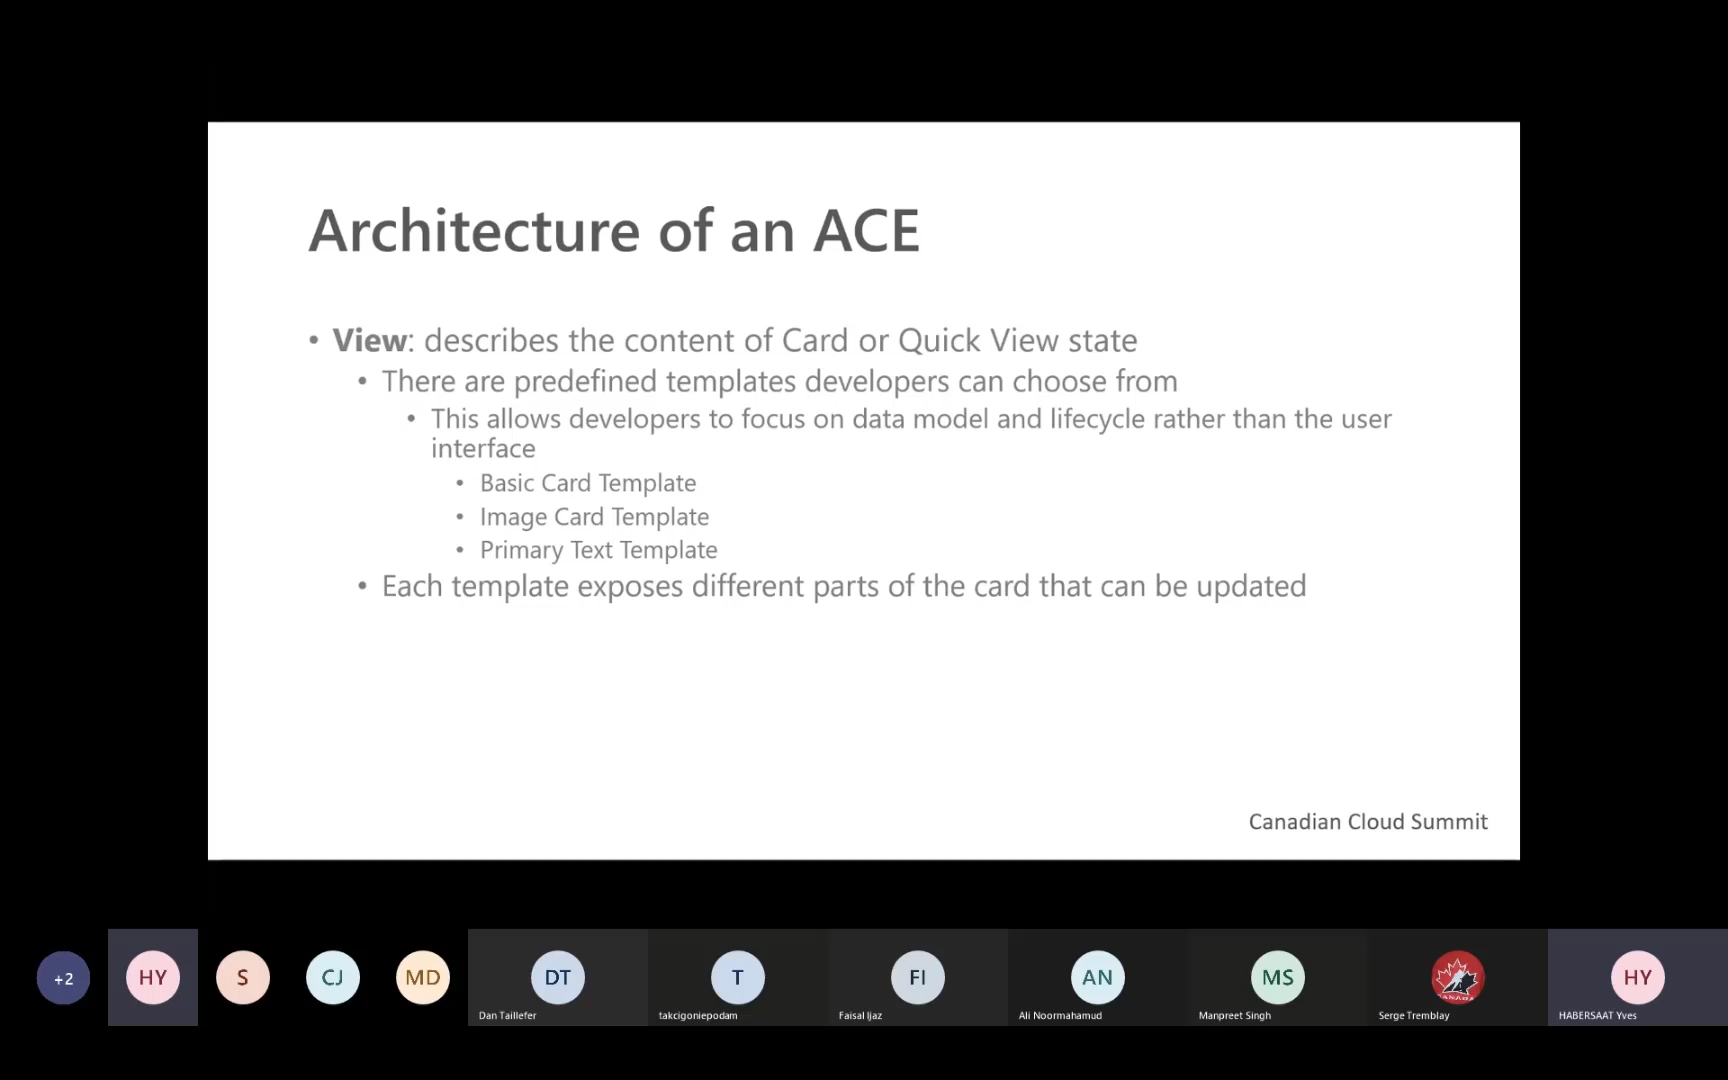 Architecture of an ACE
• View: describes the content of Card or Quick View state
• There are predefined templates developers can choose from
• This allows developers to focus on data model and lifecycle rather than the user
interface
• Basic Card Template
• Image Card Template
• Primary Text Template
• Each template exposes different parts of the card that can be updated
Canadian Cloud Summit
+2
HY
S
CJ
MD
DT
T
FI
AN
MS
CANADA
HY
Dan Taillefer
takcigoniepodam
Faisal Ijaz
Ali Noormahamud
Manpreet Singh
Serge Tremblay
HABERSAAT Yves